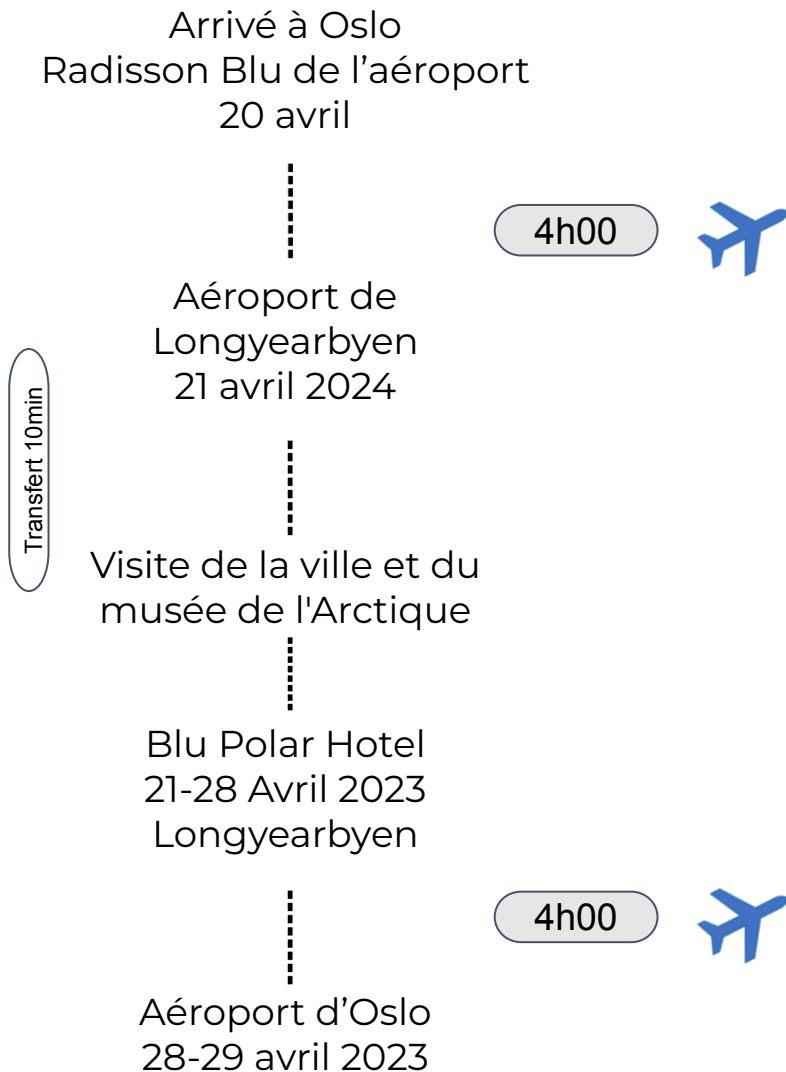 Arrivé à Oslo
Radisson Blu de l’aéroport
20 avril
4h00
Aéroport de
Longyearbyen
21 avril 2024
Transfert 10min
Visite de la ville et du
musée de l'Arctique
Blu Polar Hotel
21-28 Avril 2023
Longyearbyen
4h00
Aéroport d’Oslo
28-29 avril 2023